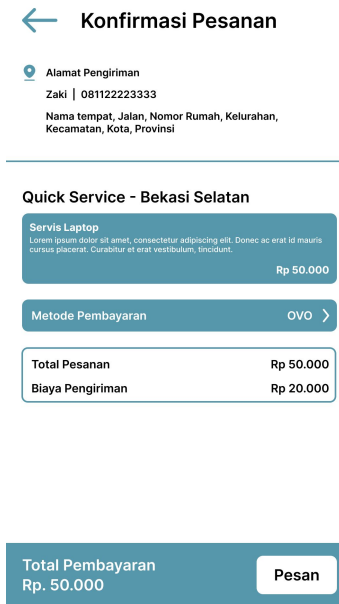 Konfirmasi Pesanan
Alamat Pengiriman
Zaki | 081122223333
Nama tempat, Jalan, Nomor Rumah, Kelurahan,
Kecamatan, Kota, Provinsi
Quick Service - Bekasi Selatan
Servis Laptop
Lorem ipsum dolor sit amet, consectetur adipiscing elit. Donec ac erat id mauris
cursus placerat. Curabitur et erat vestibulum, tincidunt.
Rp 50.000
Metode Pembayaran OVO
Total Pesanan Rp 50.000
Biaya Pengiriman Rp 20.000
Total Pembayaran
Rp. 50.000
Pesan